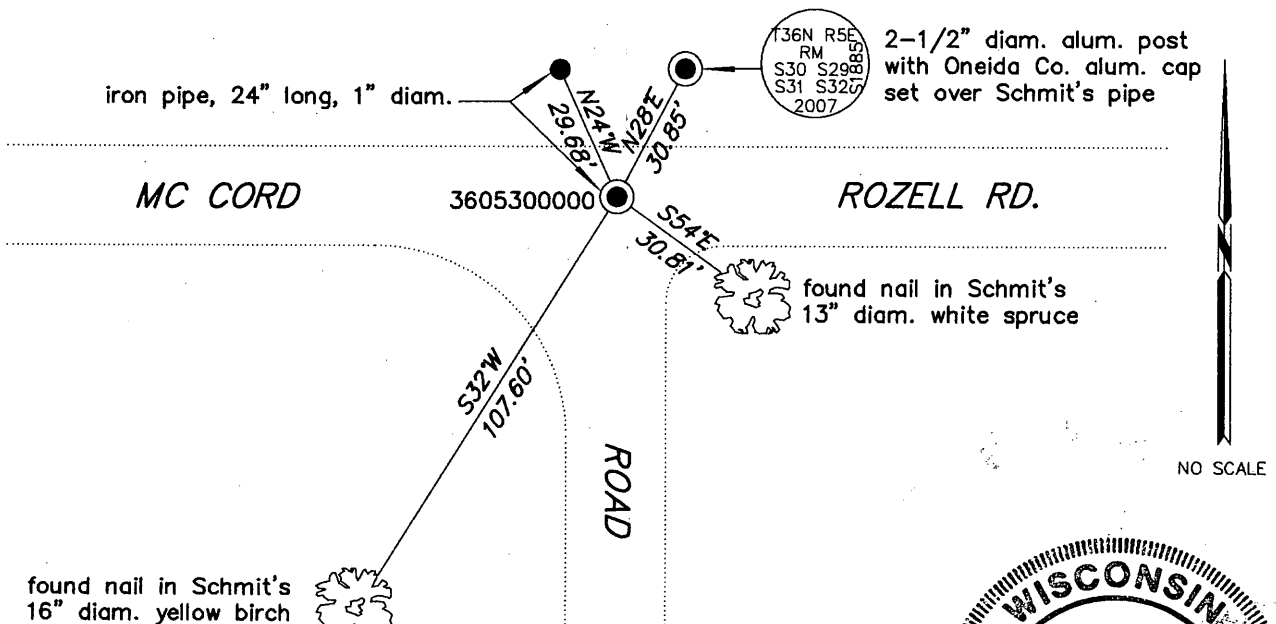 T36N R5E
RM
S30 S29
S31 S32
2007
S1885
2-1/2" diam. alum. post
with Oneida Co. alum. cap
set over Schmit's pipe
iron pipe, 24" long, 1" diam.
N24°W
29.68'
N28°E
30.85'
MC CORD
3605300000
ROZELL RD.
S54°E
30.81'
found nail in Schmit's
13" diam. white spruce
S32°W
107.60'
ROAD
N
NO SCALE
found nail in Schmit's
16" diam. yellow birch
WISCONSIN